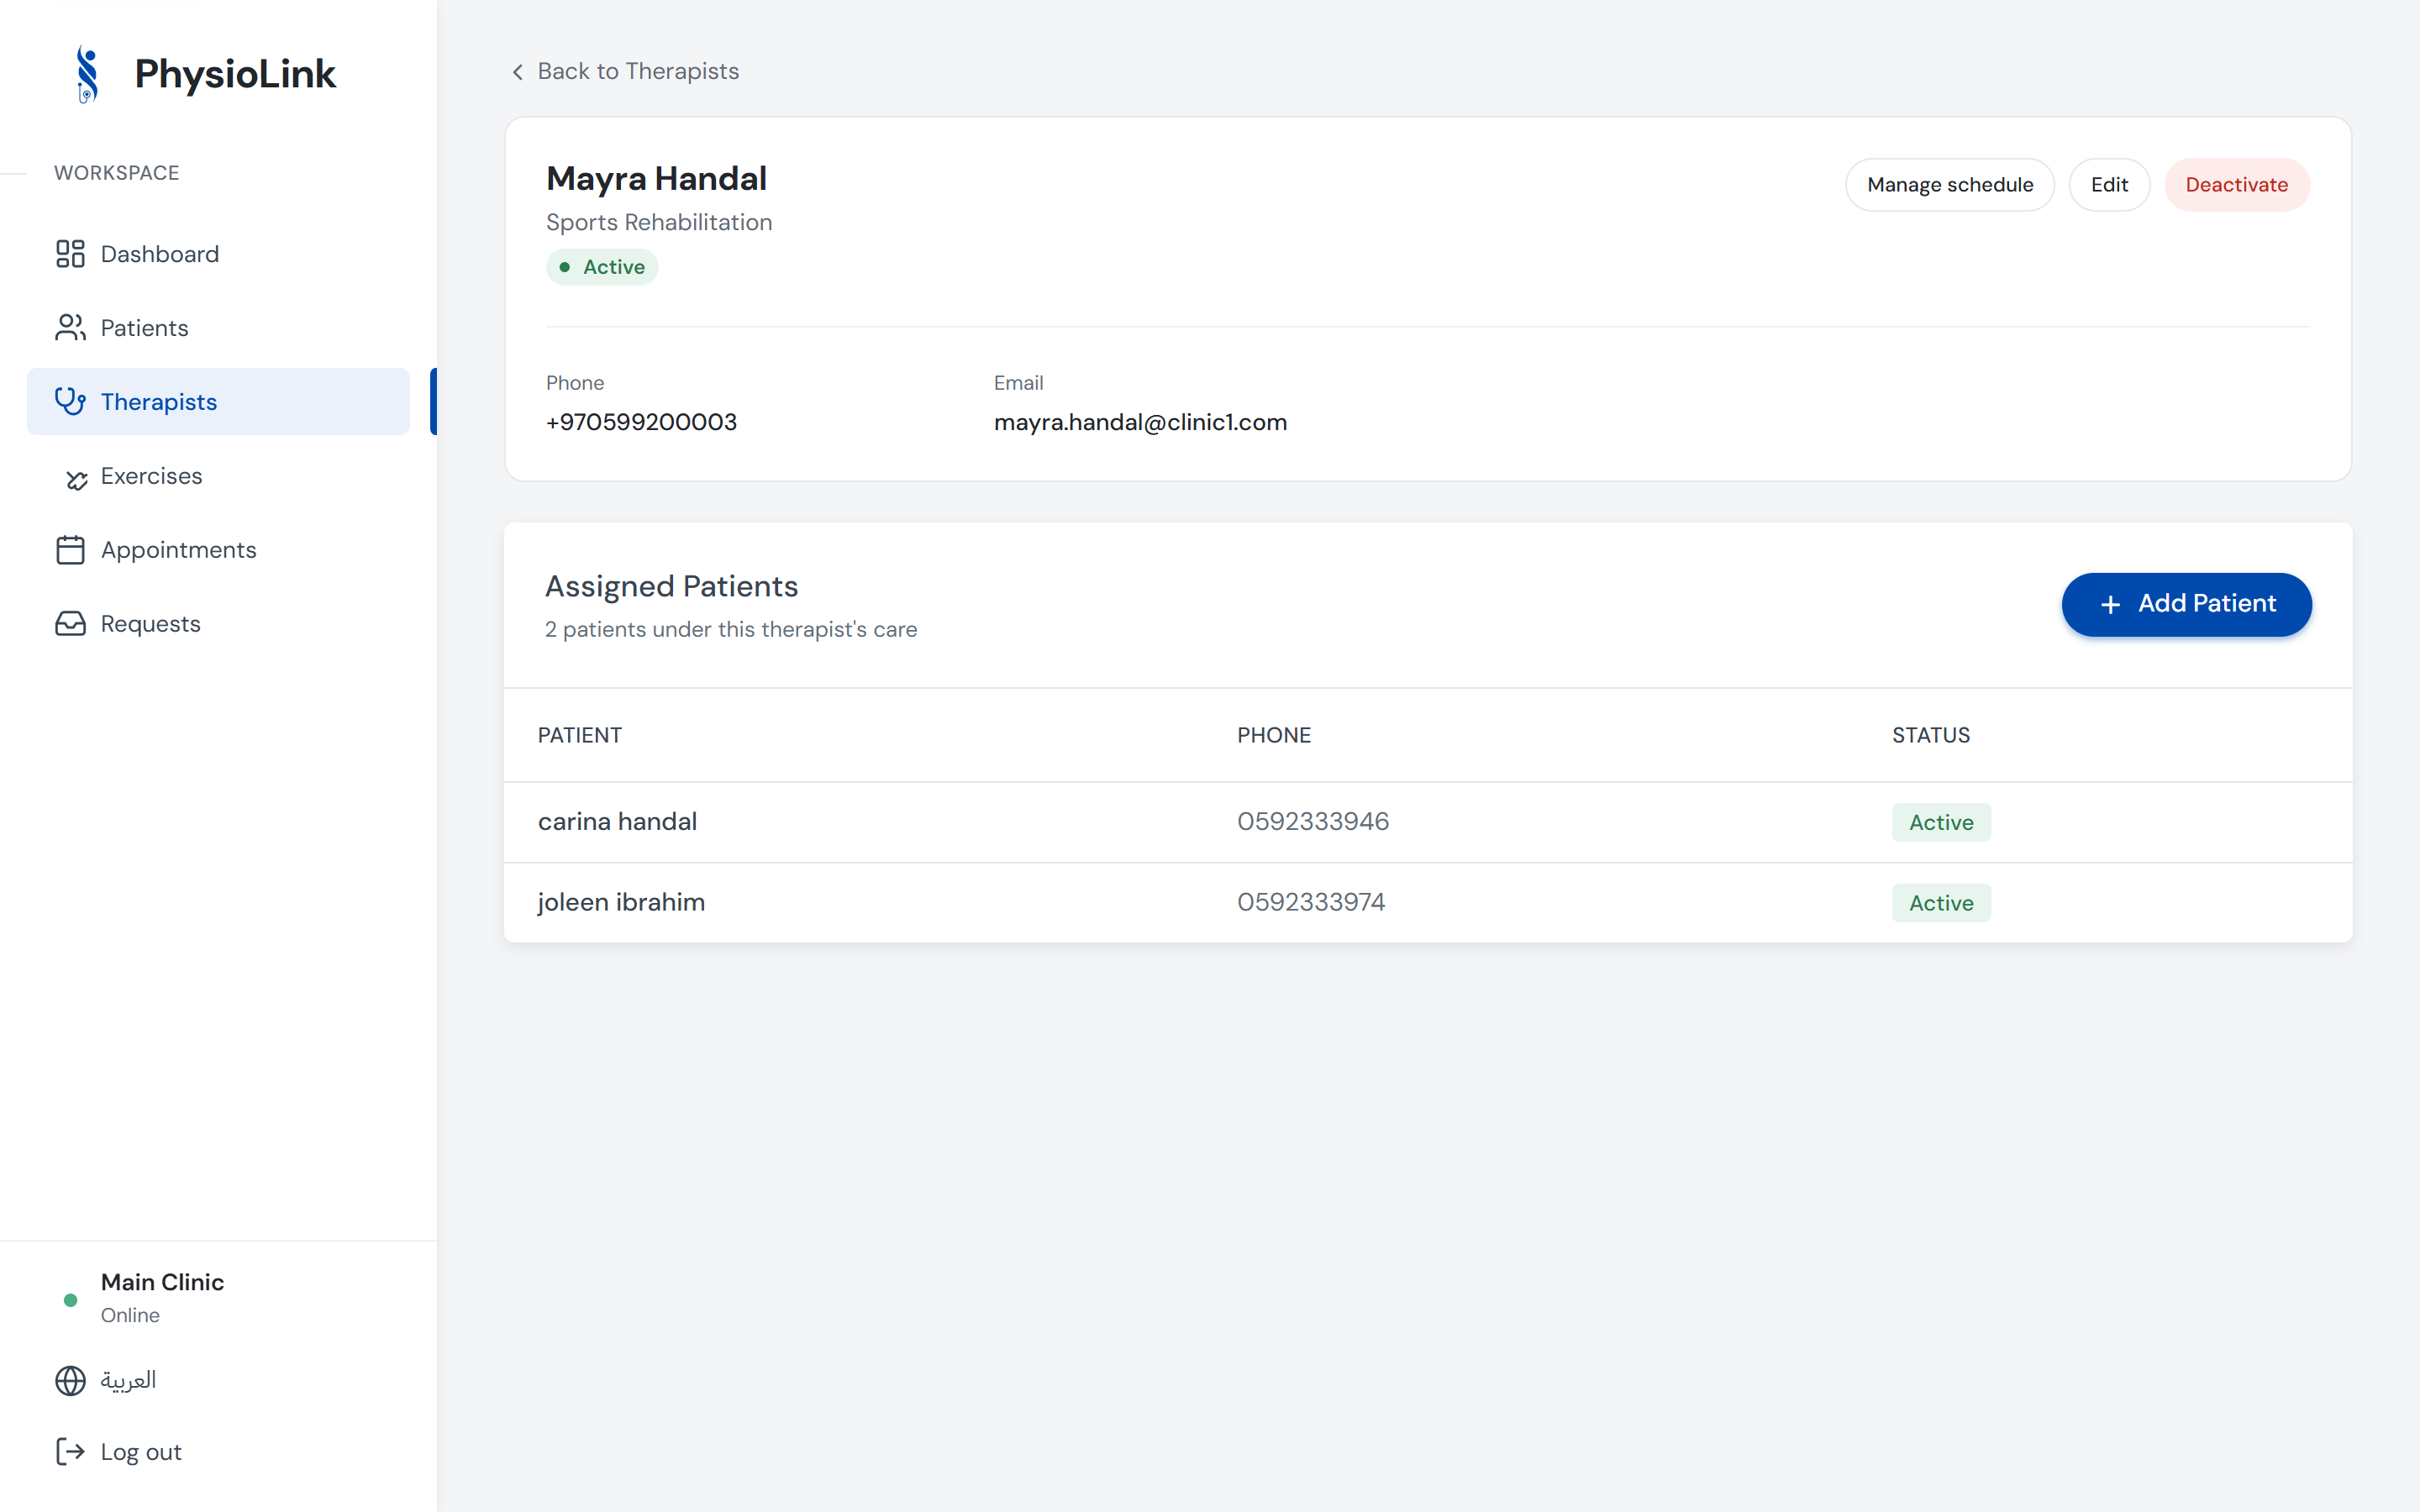 PhysioLink
WORKSPACE
Dashboard
Patients
Therapists
Exercises
Appointments
Requests
Main Clinic
Online
العربية
Log out
Back to Therapists
Mayra Handal
Sports Rehabilitation
Active
Manage schedule
Edit
Deactivate
Phone
+970599200003
Email
mayra.handal@clinic1.com
Assigned Patients
2 patients under this therapist's care
+ Add Patient
PATIENT PHONE STATUS
carina handal 0592333946 Active
joleen ibrahim 0592333974 Active